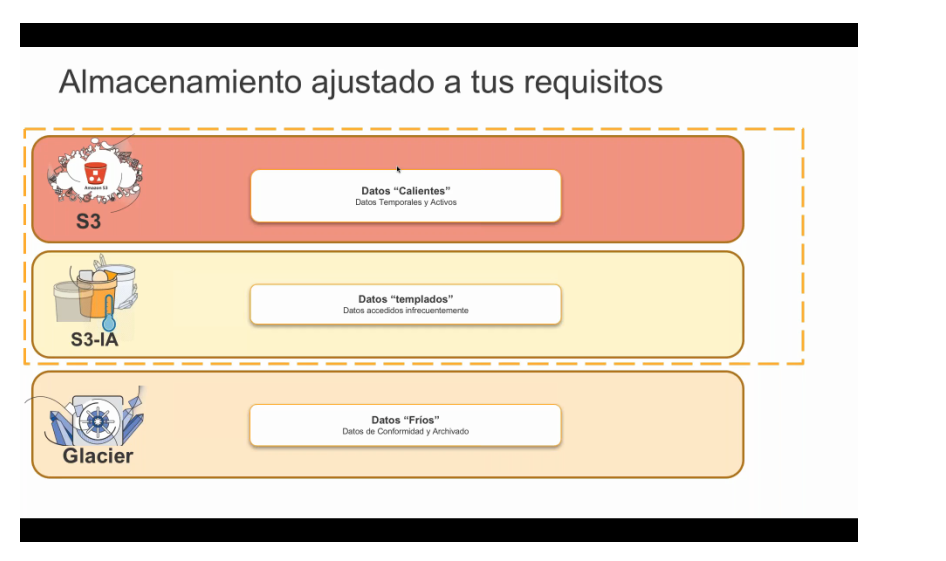 Almacenamiento ajustado a tus requisitos
Amazon S3
S3
Datos “Calientes”
Datos Temporales y Activos
S3-IA
Datos “templados”
Datos accedidos infrecuentemente
Glacier
Datos “Fríos”
Datos de Conformidad y Archivado